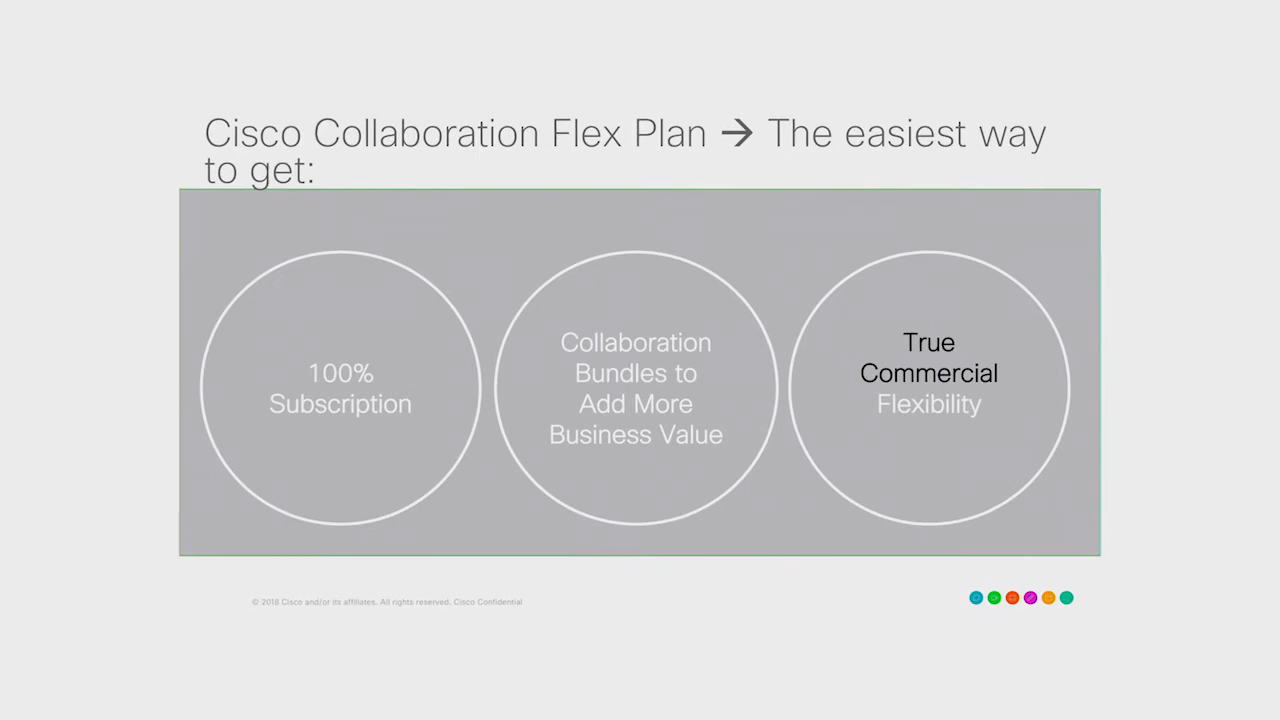 Cisco Collaboration Flex Plan → The easiest way
to get:
100%
Subscription
Collaboration
Bundles to
Add More
Business Value
True
Commercial
Flexibility
© 2018 Cisco and/or its affiliates. All rights reserved. Cisco Confidential